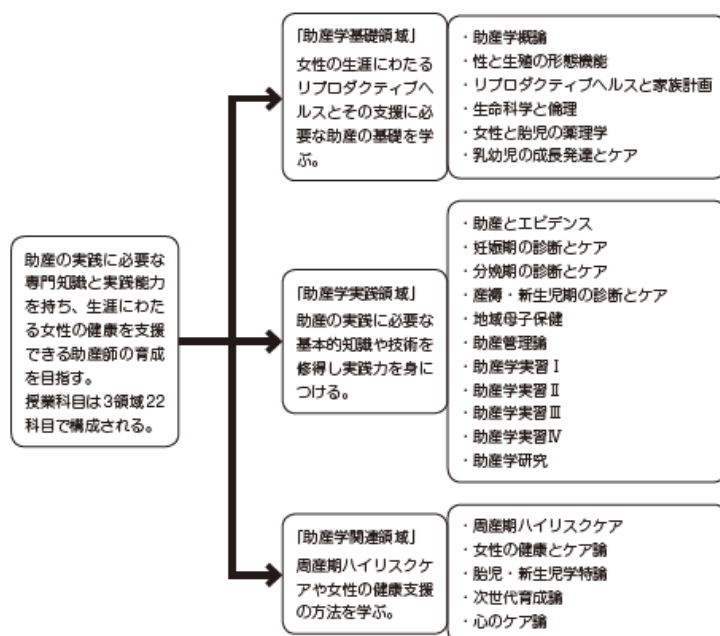 助産の実践に必要な
専門知識と実践能力
を持ち、生涯にわた
る女性の健康を支援
できる助産師の育成
を目指す。
授業科目は3領域22
科目で構成される。
「助産学基礎領域」
女性の生涯にわたる
リプロダクティブヘ
ルスとその支援に必
要な助産の基礎を学
ぶ。
・助産学概論
・性と生殖の形態機能
・リプロダクティブヘルスと家族計画
・生命科学と倫理
・女性と胎児の薬理学
・乳幼児の成長発達とケア
「助産学実践領域」
助産の実践に必要な
基本的知識や技術を
修得し実践力を身に
つける。
・助産とエビデンス
・妊娠期の診断とケア
・分娩期の診断とケア
・産褥・新生児期の診断とケア
・地域母子保健
・助産管理論
・助産学実習Ⅰ
・助産学実習Ⅱ
・助産学実習Ⅲ
・助産学実習Ⅳ
・助産学研究
「助産学関連領域」
周産期ハイリスクケ
アや女性の健康支援
の方法を学ぶ。
・周産期ハイリスクケア
・女性の健康とケア論
・胎児・新生児学特論
・次世代育成論
・心のケア論